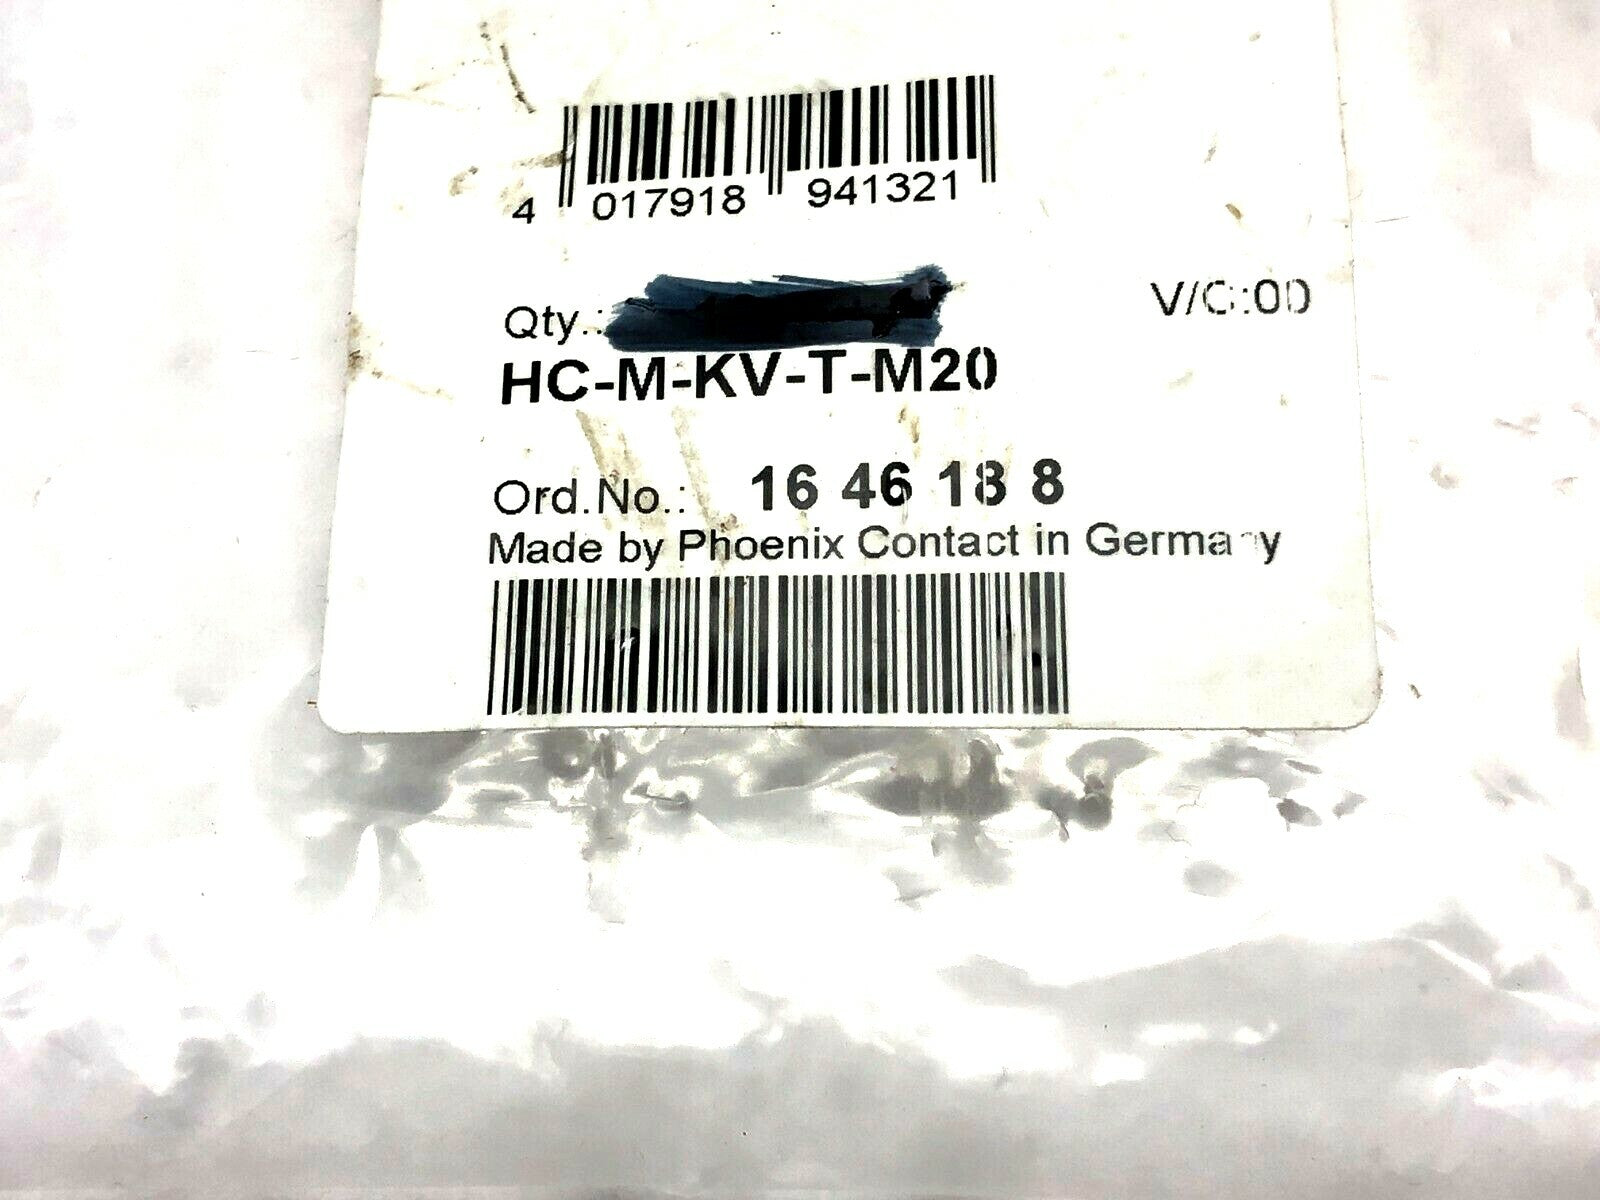 4 017918 941321
Qty.:
V/C:00
HC-M-KV-T-M20
Ord.No.: 16 46 18 8
Made by Phoenix Contact in Germany